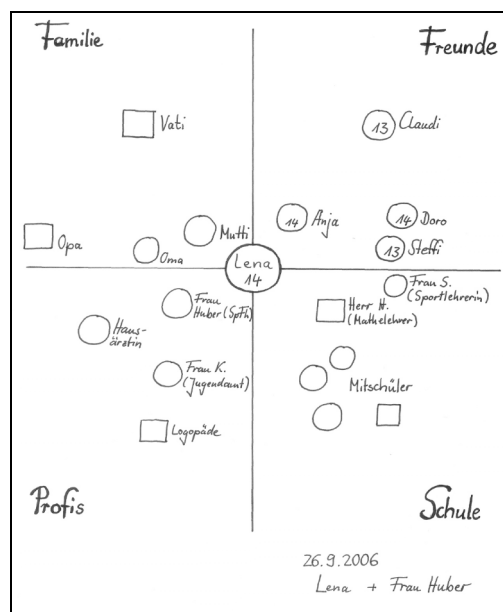 Familie
Freunde
Vati
13 Claudi
14 Anja
14 Doro
Mutti
Opa
Oma
13 Steffi
Lena
14
Frau S.
(Sportlehrerin)
Frau
Huber (SpFh)
Herr H.
(Mathelehrer)
Haus-
ärztin
Frau K.
(Jugendamt)
Mitschüler
Logopäde
Profis
Schule
26.9.2006
Lena + Frau Huber